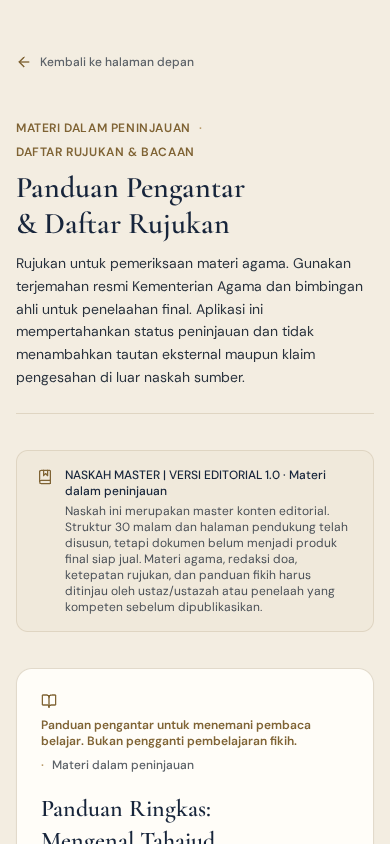 Kembali ke halaman depan
MATERI DALAM PENINJAUAN ·
DAFTAR RUJUKAN & BACAAN
Panduan Pengantar
& Daftar Rujukan
Rujukan untuk pemeriksaan materi agama. Gunakan
terjemahan resmi Kementerian Agama dan bimbingan
ahli untuk penelaahan final. Aplikasi ini
mempertahankan status peninjauan dan tidak
menambahkan tautan eksternal maupun klaim
pengesahan di luar naskah sumber.
NASKAH MASTER | VERSI EDITORIAL 1.0 · Materi
dalam peninjauan
Naskah ini merupakan master konten editorial.
Struktur 30 malam dan halaman pendukung telah
disusun, tetapi dokumen belum menjadi produk
final siap jual. Materi agama, redaksi doa,
ketepatan rujukan, dan panduan fikih harus
ditinjau oleh ustaz/ustazah atau penelaah yang
kompeten sebelum dipublikasikan.
Panduan pengantar untuk menemani pembaca
belajar. Bukan pengganti pembelajaran fikih.
· Materi dalam peninjauan
Panduan Ringkas:
Mengenal Tahajud